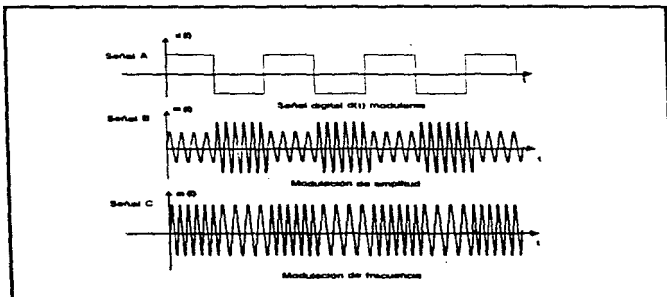 d (t)
Señal A
t
Señal digital d(t) modulante
Señal B
m (t)
t
Modulación de amplitud
Señal C
m (t)
t
Modulación de frecuencia